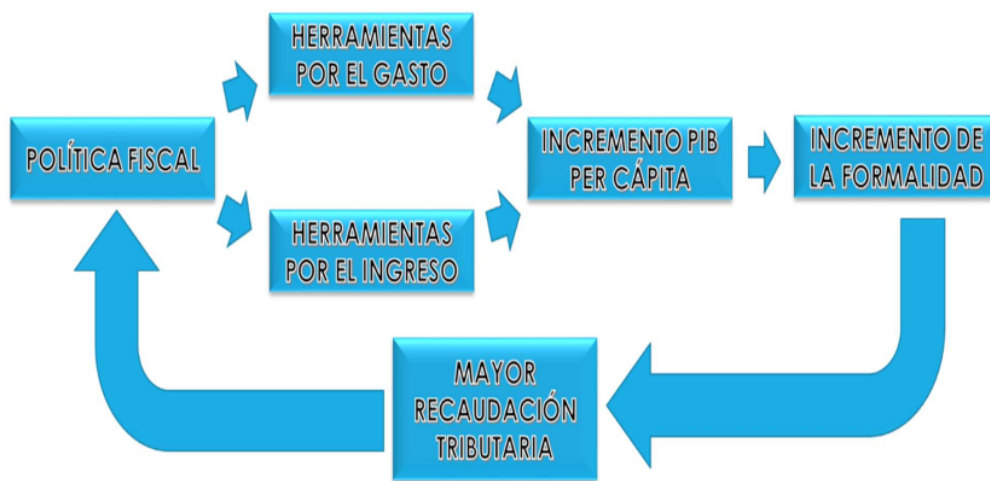 POLÍTICA FISCAL
HERRAMIENTAS
POR EL GASTO
HERRAMIENTAS
POR EL INGRESO
INCREMENTO PIB
PER CÁPITA
INCREMENTO DE
LA FORMALIDAD
MAYOR
RECAUDACIÓN
TRIBUTARIA